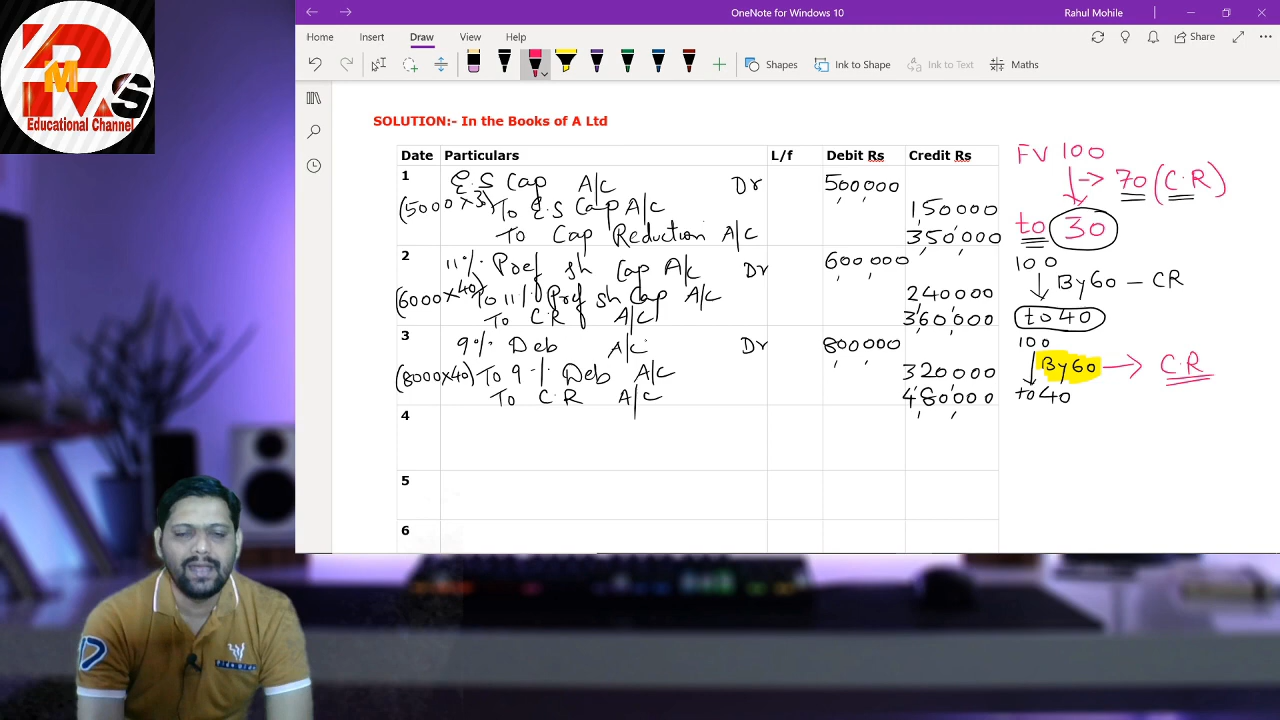 OneNote for Windows 10
Rahul Mohile
Home Insert Draw View Help
Share
Shapes Ink to Shape Ink to Text Maths
R
M
S
Educational Channel
SOLUTION:- In the Books of A Ltd
Date Particulars L/f Debit Rs Credit Rs
1 E.S Cap A/c Dr 500000
(5000 x 3) To E.S Cap A/c 150000
To Cap Reduction A/c 350000
2 11% Pref sh Cap A/c Dr 600000
(6000 x 40) To 11% Pref sh Cap A/c 240000
To C.R A/c 360000
3 9% Deb A/c Dr 800000
(8000x40) To 9% Deb A/c 320000
To C.R A/c 480000
4
5
6
FV 100
-> 70 (C.R)
to 30
100
By 60 - CR
to 40
100
By 60 → C.R
to 40